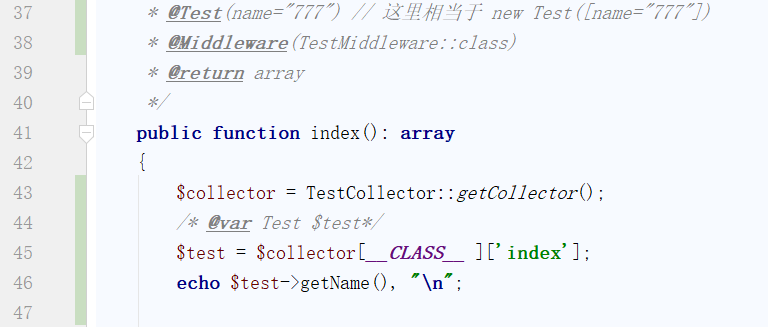 37 * @Test(name="777") // 这里相当于 new Test([name="777"])
38 * @Middleware(TestMiddleware::class)
39 * @return array
40 */
41 public function index(): array
42 {
43 $collector = TestCollector::getCollector();
44 /* @var Test $test*/
45 $test = $collector[__CLASS__ ]['index'];
46 echo $test->getName(), "\n";
47